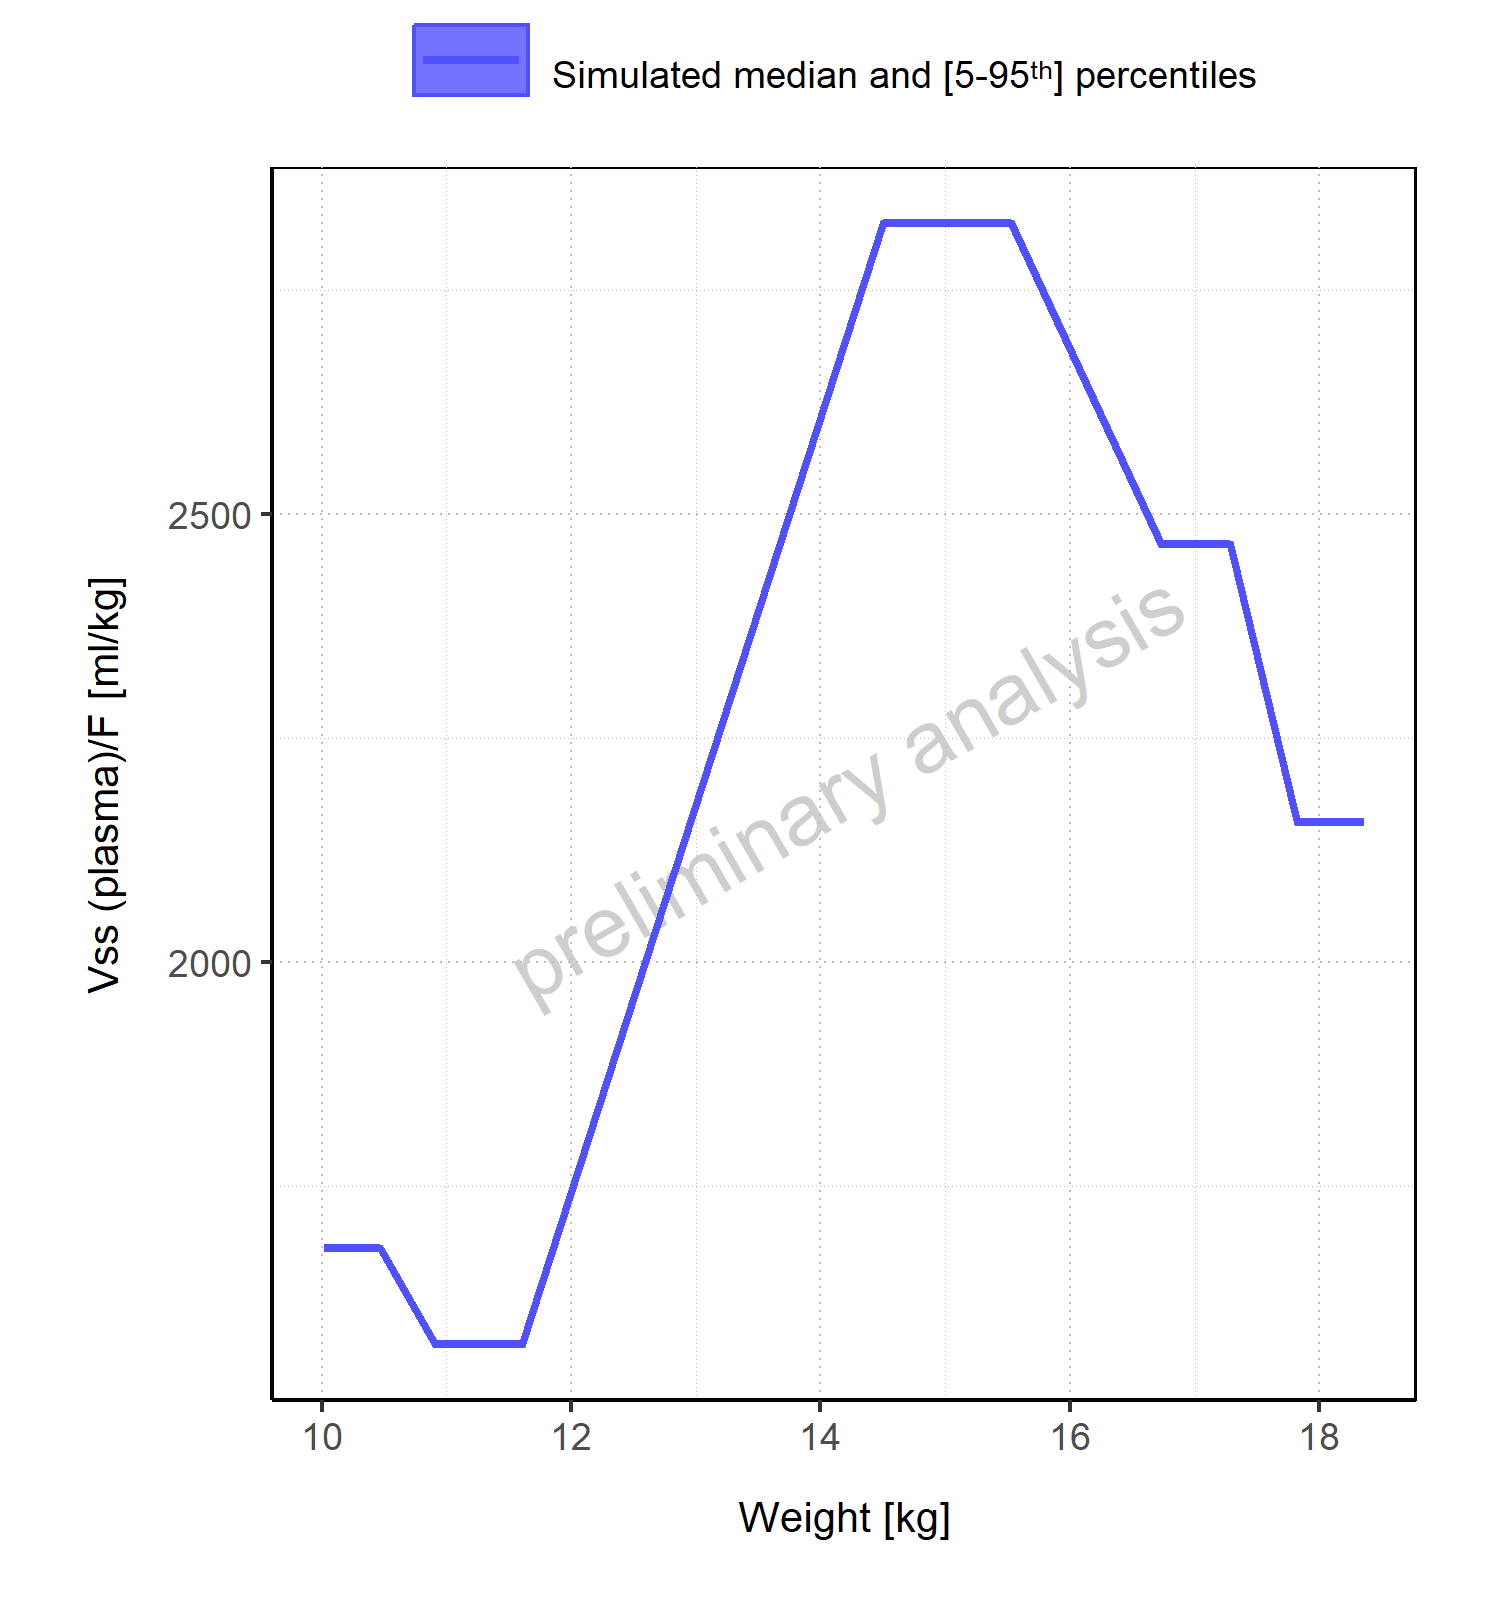 Simulated median and [5-95th] percentiles
2500
2000
Vss (plasma)/F [ml/kg]
preliminary analysis
10 12 14 16 18
Weight [kg]